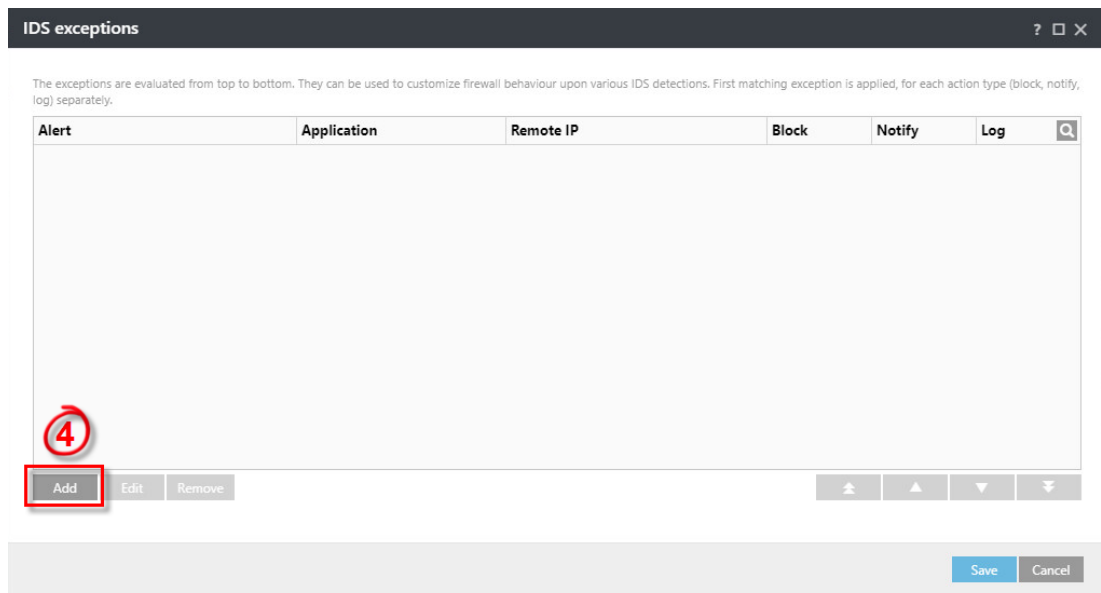 IDS exceptions ?
The exceptions are evaluated from top to bottom. They can be used to customize firewall behaviour upon various IDS detections. First matching exception is applied, for each action type (block, notify,
log) separately.
Alert Application Remote IP Block Notify Log
4
Add Edit Remove
Save Cancel